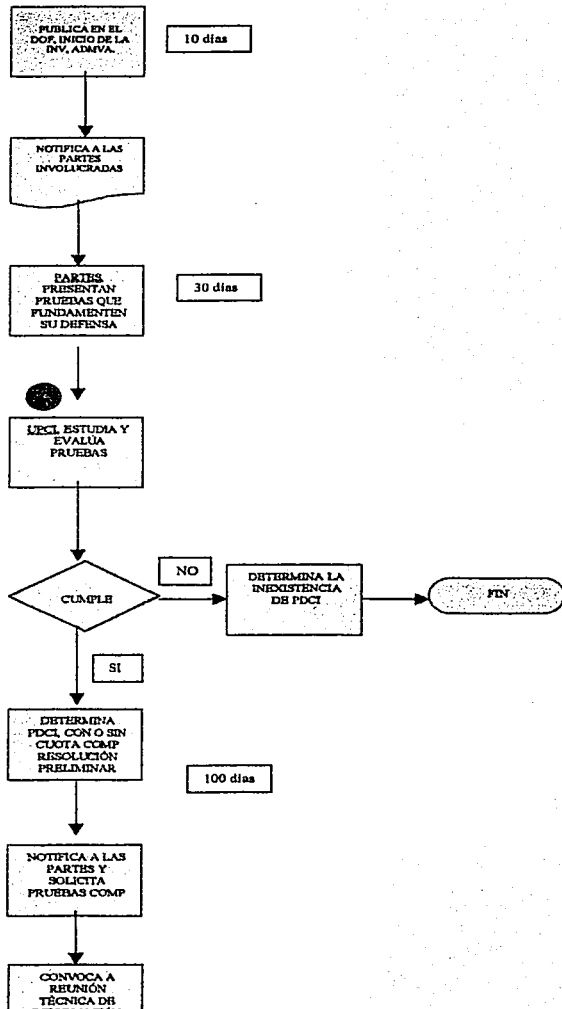 PUBLICA EN EL
DOF, INICIO DE LA
INV. ADMVA.
10 días
NOTIFICA A LAS
PARTES
INVOLUCRADAS
PARTES
PRESENTAN
PRUEBAS QUE
FUNDAMENTEN
SU DEFENSA
30 días
UPCI, ESTUDIA Y
EVALÚA
PRUEBAS
CUMPLE
NO
DETERMINA LA
INEXISTENCIA
DE PDCI
FIN
SI
DETERMINA
PDCI, CON O SIN
CUOTA COMP
RESOLUCIÓN
PRELIMINAR
100 días
NOTIFICA A LAS
PARTES Y
SOLICITA
PRUEBAS COMP
CONVOCA A
REUNIÓN
TÉCNICA DE